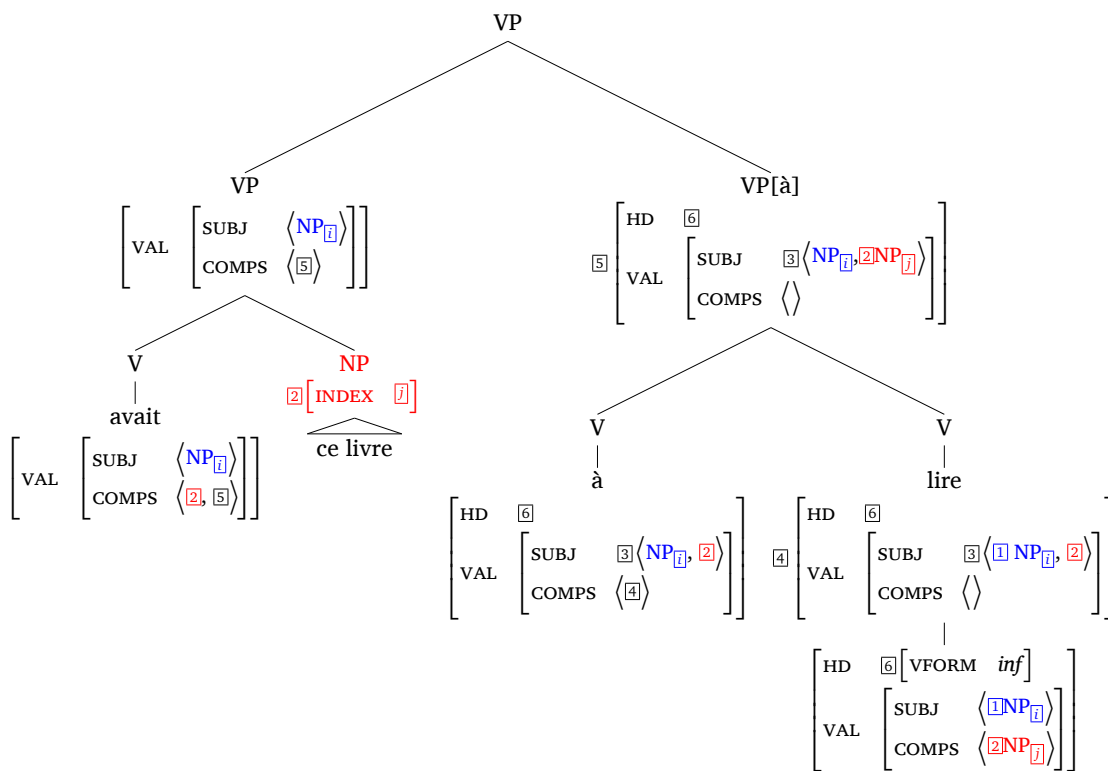 VP
VP
[VAL [SUBJ ⟨NP[i]⟩
COMPS ⟨[5]⟩]]
VP[à]
[5] [HD [6]
VAL [SUBJ [3]⟨NP[i],[2]NP[j]⟩
COMPS ⟨⟩]]
V
avait
[VAL [SUBJ ⟨NP[i]⟩
COMPS ⟨[2], [5]⟩]]
NP
[2][INDEX [j]]
ce livre
V
à
[HD [6]
VAL [SUBJ [3]⟨NP[i], [2]⟩
COMPS ⟨[4]⟩]]
V
lire
[4] [HD [6]
VAL [SUBJ [3]⟨[1] NP[i], [2]⟩
COMPS ⟨⟩]]
[HD [6][VFORM inf]
VAL [SUBJ ⟨[1]NP[i]⟩
COMPS ⟨[2]NP[j]⟩]]